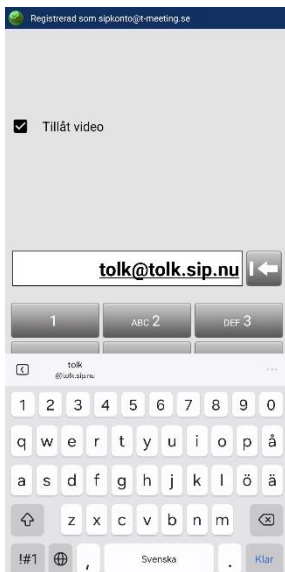 Registrerad som sipkonto@t-meeting.se
Tillåt video
tolk@tolk.sip.nu
1 ABC 2 DEF 3
tolk
@tolk.sip.nu
1 2 3 4 5 6 7 8 9 0
q w e r t y u i o p å
a s d f g h j k l ö ä
z x c v b n m
!#1 , Svenska . Klar